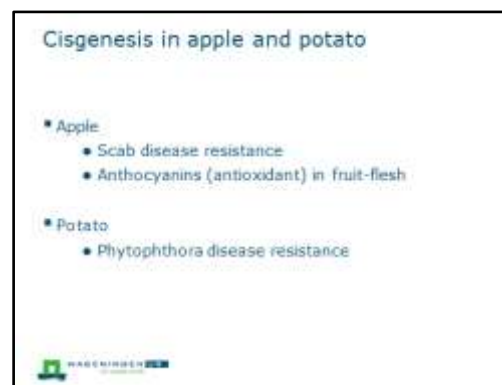 Cisgenesis in apple and potato
Apple
Scab disease resistance
Anthocyanins (antioxidant) in fruit-flesh
Potato
Phytophthora disease resistance
WAGENINGEN UR